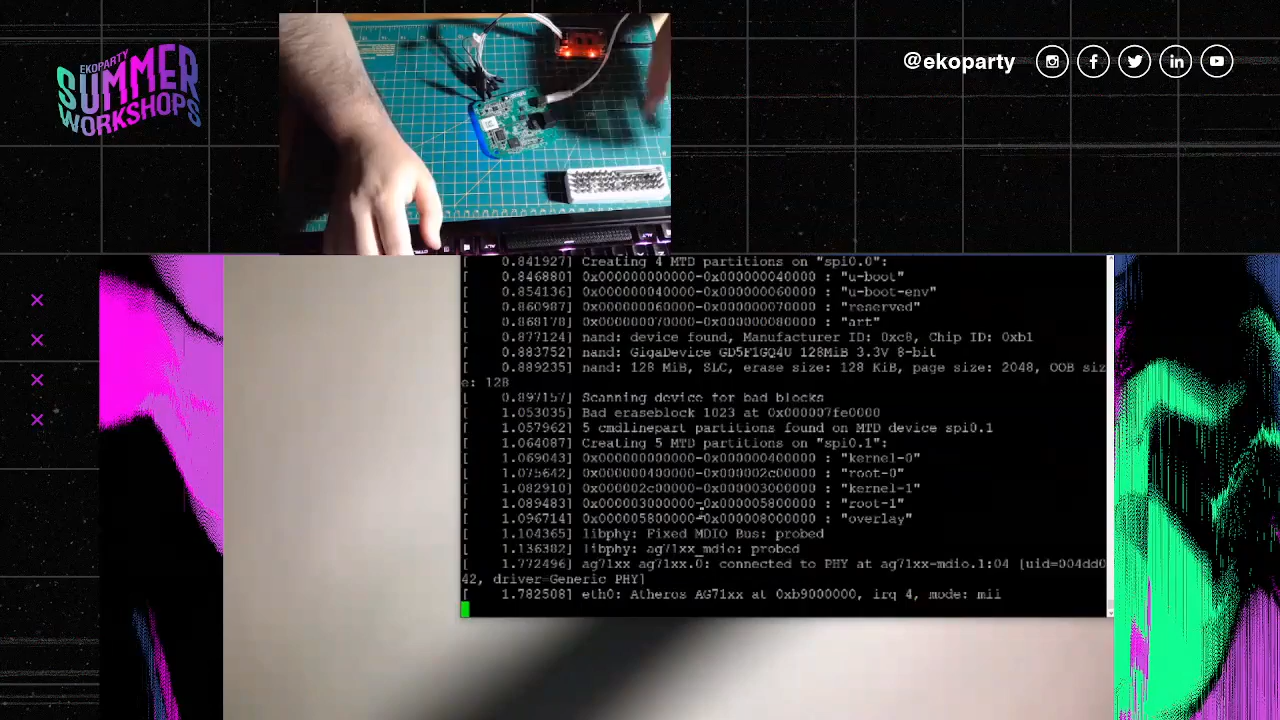 EKOPARTY
SUMMER
WORKSHOPS
@ekoparty
[ 0.841927] Creating 4 MTD partitions on "spi0.0":
[ 0.846880] 0x000000000000-0x000000040000 : "u-boot"
[ 0.854136] 0x000000040000-0x000000060000 : "u-boot-env"
[ 0.860987] 0x000000060000-0x000000070000 : "reserved"
[ 0.868178] 0x000000070000-0x000000080000 : "art"
[ 0.877124] nand: device found, Manufacturer ID: 0xc8, Chip ID: 0xb1
[ 0.883752] nand: GigaDevice GD5F1GQ4U 128MiB 3.3V 8-bit
[ 0.889235] nand: 128 MiB, SLC, erase size: 128 KiB, page size: 2048, OOB siz
e: 128
[ 0.897157] Scanning device for bad blocks
[ 1.053035] Bad eraseblock 1023 at 0x000007fe0000
[ 1.057962] 5 cmdlinepart partitions found on MTD device spi0.1
[ 1.064087] Creating 5 MTD partitions on "spi0.1":
[ 1.069043] 0x000000000000-0x000000400000 : "kernel-0"
[ 1.075642] 0x000000400000-0x000002c00000 : "root-0"
[ 1.082910] 0x000002c00000-0x000003000000 : "kernel-1"
[ 1.089483] 0x000003000000-0x000005800000 : "root-1"
[ 1.096714] 0x000005800000-0x000008000000 : "overlay"
[ 1.104365] libphy: Fixed MDIO Bus: probed
[ 1.136302] libphy: ag71xx_mdio: probed
[ 1.772496] ag71xx ag71xx.0: connected to PHY at ag71xx-mdio.1:04 [uid=004dd0
42, driver=Generic PHY]
[ 1.782508] eth0: Atheros AG71xx at 0xb9000000, irq 4, mode: mii